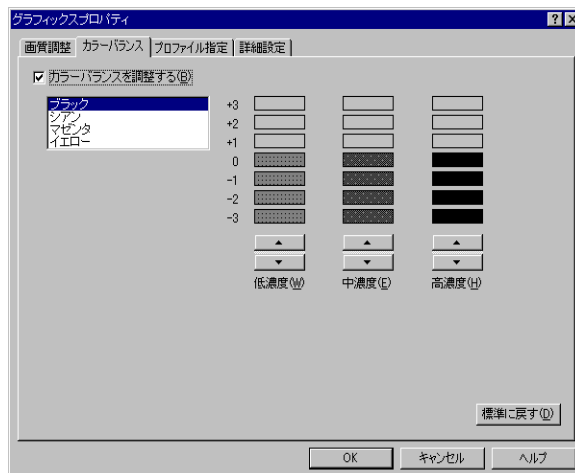 グラフィックスプロパティ
画質調整 カラーバランス プロファイル指定 詳細設定
カラーバランスを調整する(B)
ブラック
シアン
マゼンタ
イエロー
+3
+2
+1
0
-1
-2
-3
低濃度(W) 中濃度(E) 高濃度(H)
標準に戻す(D)
OK キャンセル ヘルプ